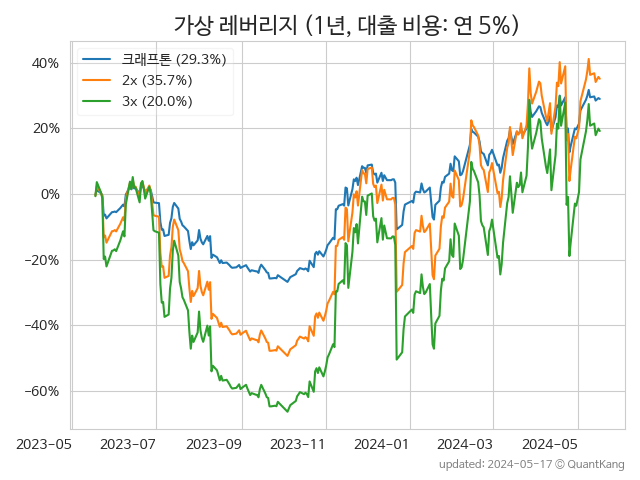 가상 레버리지 (1년, 대출 비용: 연 5%)
크래프톤 (29.3%)
2x (35.7%)
3x (20.0%)
40%
20%
0%
−20%
−40%
−60%
2023-05 2023-07 2023-09 2023-11 2024-01 2024-03 2024-05
updated: 2024-05-17 © QuantKang